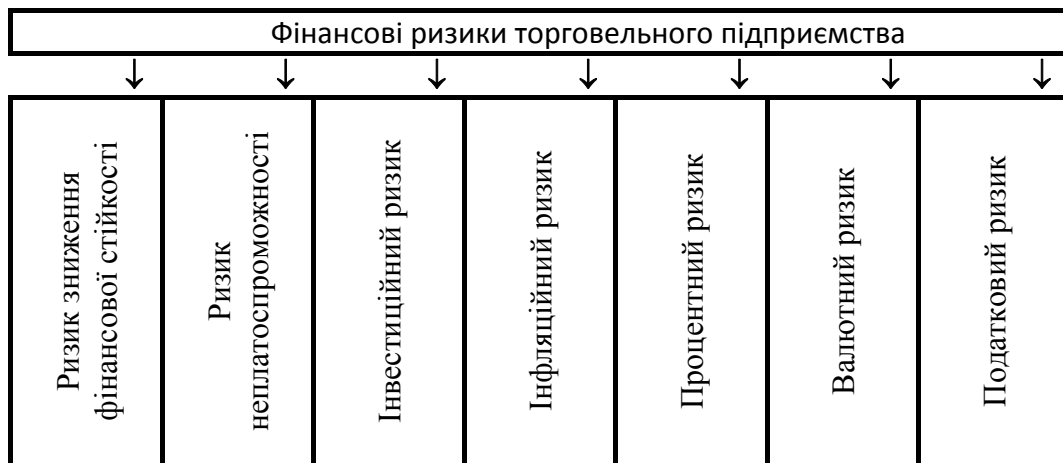 Фінансові ризики торговельного підприємства
Ризик зниження
фінансової стійкості
Ризик
неплатоспроможності
Інвестиційний ризик
Інфляційний ризик
Процентний ризик
Валютний ризик
Податковий ризик